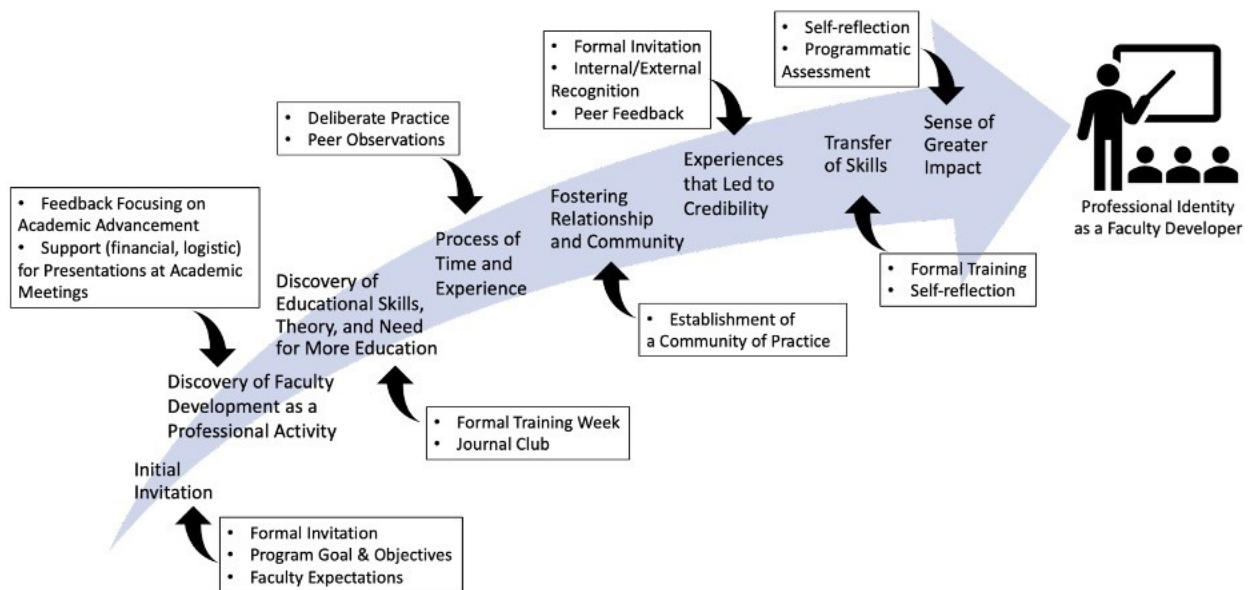 • Self-reflection
• Programmatic
Assessment
• Formal Invitation
• Internal/External
Recognition
• Peer Feedback
• Deliberate Practice
• Peer Observations
• Feedback Focusing on
Academic Advancement
• Support (financial, logistic)
for Presentations at Academic
Meetings
Initial
Invitation
Discovery of Faculty
Development as a
Professional Activity
Discovery of
Educational Skills,
Theory, and Need
for More Education
Process of
Time and
Experience
Fostering
Relationship
and Community
Experiences
that Led to
Credibility
Transfer
of Skills
Sense of
Greater
Impact
Professional Identity
as a Faculty Developer
• Formal Training
• Self-reflection
• Establishment of
a Community of Practice
• Formal Training Week
• Journal Club
• Formal Invitation
• Program Goal & Objectives
• Faculty Expectations